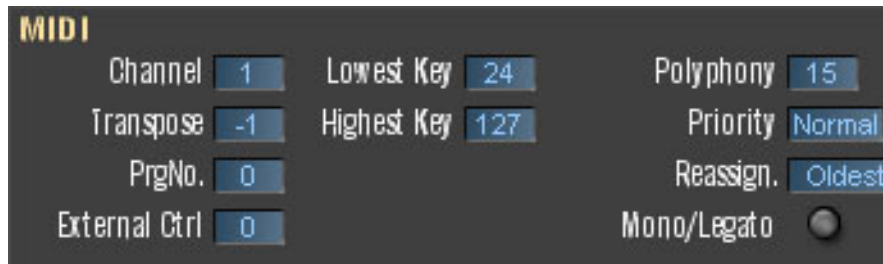 MIDI
Channel 1 Lowest Key 24 Polyphony 15
Transpose -1 Highest Key 127 Priority Normal
PrgNo. 0 Reassign. Oldest
External Ctrl 0 Mono/Legato